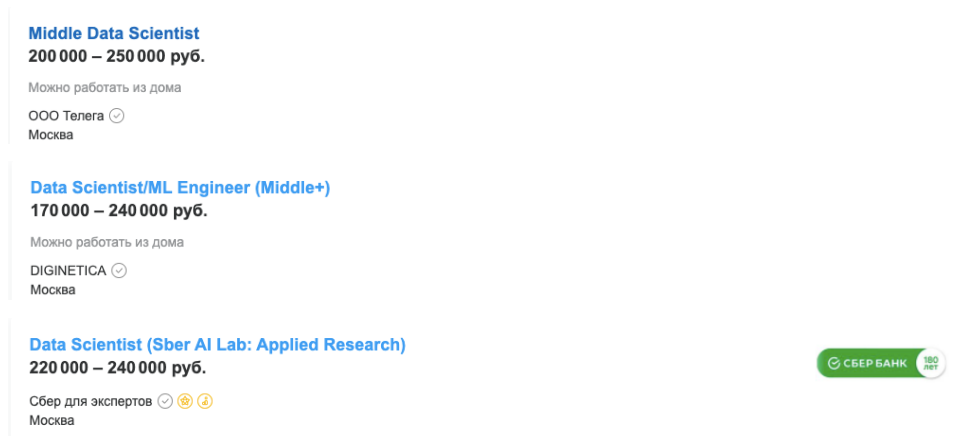 Middle Data Scientist
200 000 – 250 000 руб.
Можно работать из дома
ООО Телега
Москва
Data Scientist/ML Engineer (Middle+)
170 000 – 240 000 руб.
Можно работать из дома
DIGINETICA
Москва
Data Scientist (Sber AI Lab: Applied Research)
220 000 – 240 000 руб.
СБЕР БАНК
180
лет
Сбер для экспертов
Москва